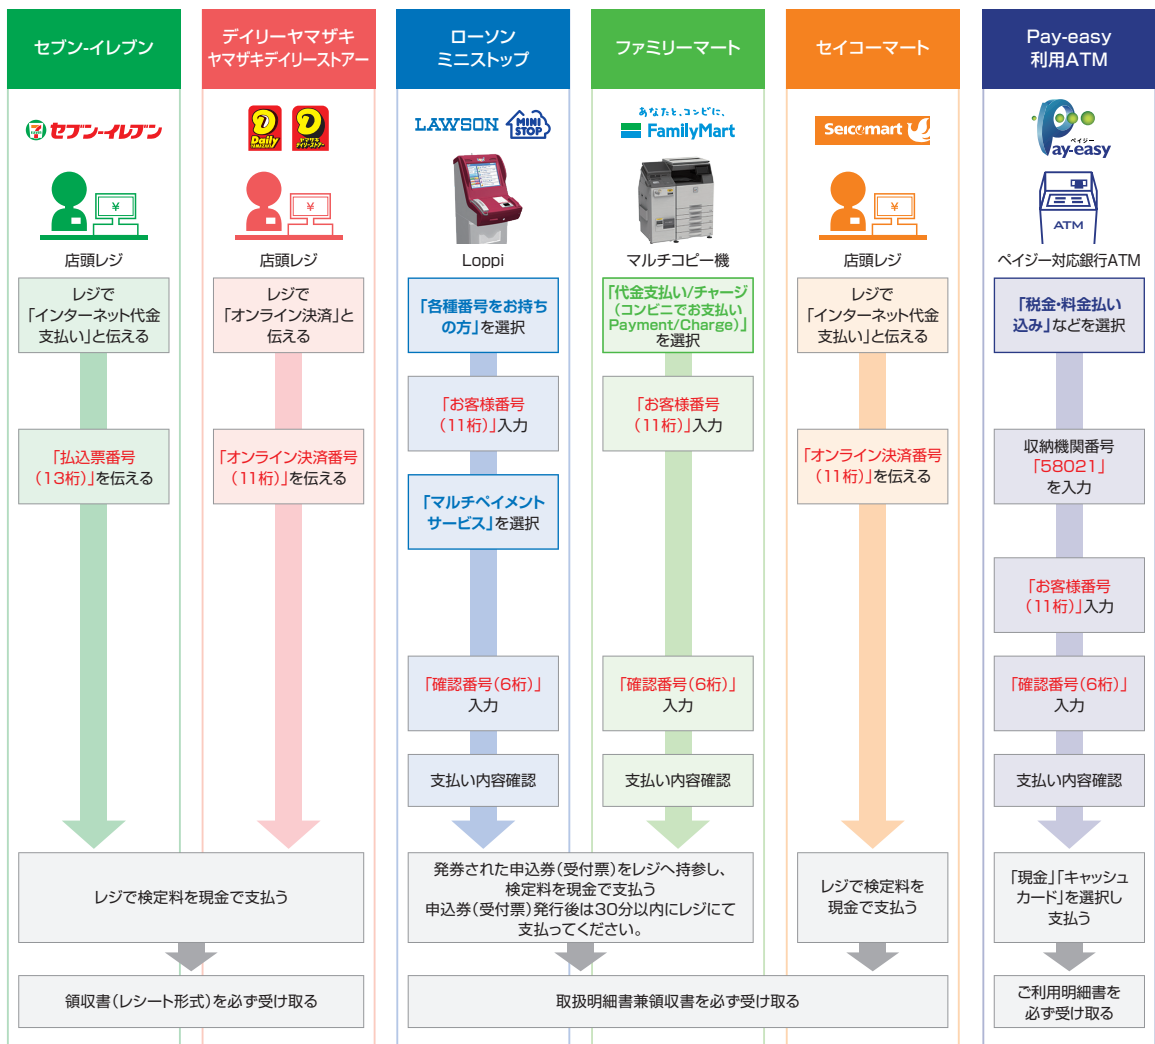 セブン-イレブン
セブン-イレブン
¥
店頭レジ
レジで
「インターネット代金
支払い」と伝える
「払込票番号
(13桁)」を伝える
デイリーヤマザキ
ヤマザキデイリーストアー
Daily
YAMAZAKI
ヤマザキ
デイリーストアー
¥
店頭レジ
レジで
「オンライン決済」と
伝える
「オンライン決済番号
(11桁)」を伝える
レジで検定料を現金で支払う
領収書(レシート形式)を必ず受け取る
ローソン
ミニストップ
LAWSON
MINI
STOP
Loppi
「各種番号をお持ち
の方」を選択
「お客様番号
(11桁)」入力
「マルチペイメント
サービス」を選択
「確認番号(6桁)」
入力
支払い内容確認
ファミリーマート
あなたと、コンビに、
FamilyMart
マルチコピー機
「代金支払い/チャージ
(コンビニでお支払い
Payment/Charge)」
を選択
「お客様番号
(11桁)」入力
「確認番号(6桁)」
入力
支払い内容確認
発券された申込券(受付票)をレジへ持参し、
検定料を現金で支払う
申込券(受付票)発行後は30分以内にレジにて
支払ってください。
セイコーマート
Seicomart
¥
店頭レジ
レジで
「インターネット代金
支払い」と伝える
「オンライン決済番号
(11桁)」を伝える
レジで検定料を
現金で支払う
取扱明細書兼領収書を必ず受け取る
Pay-easy
利用ATM
ペイジー
Pay-easy
ATM
ペイジー対応銀行ATM
「税金・料金払い
込み」などを選択
収納機関番号
「58021」
を入力
「お客様番号
(11桁)」入力
「確認番号(6桁)」
入力
支払い内容確認
「現金」「キャッシュ
カード」を選択し
支払う
ご利用明細書を
必ず受け取る